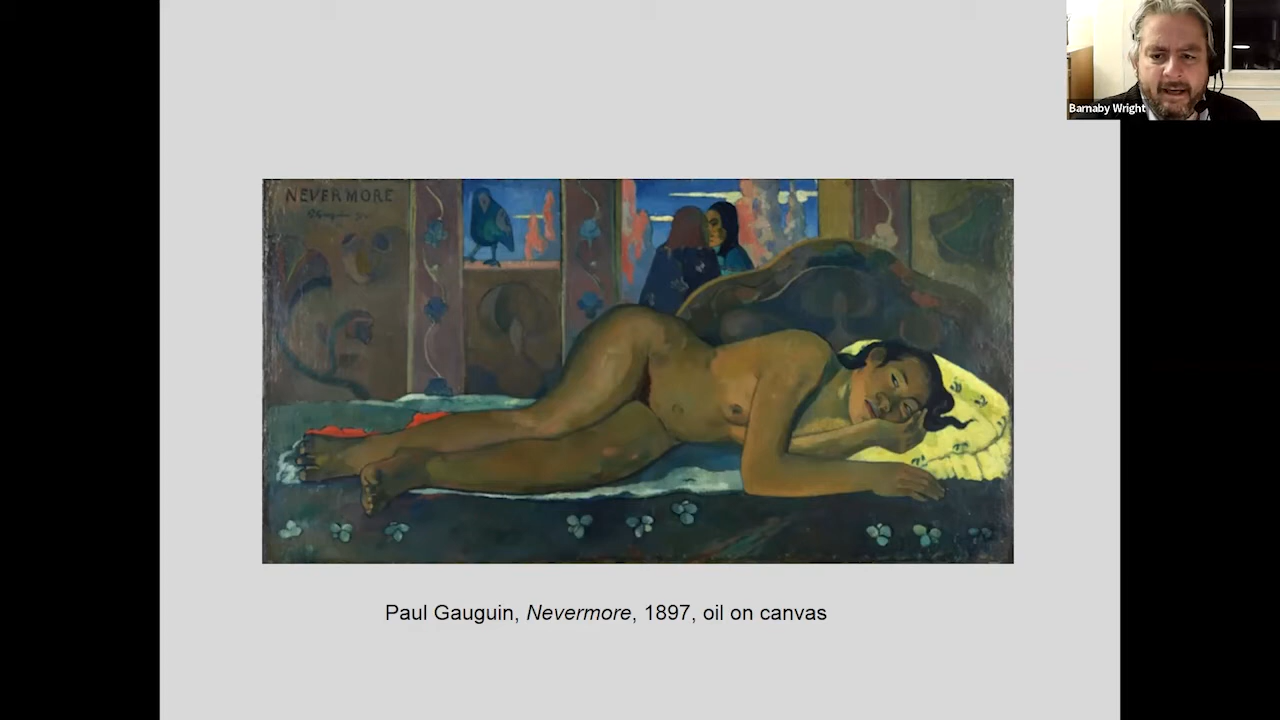 Barnaby Wright
NEVERMORE
Paul Gauguin, Nevermore, 1897, oil on canvas